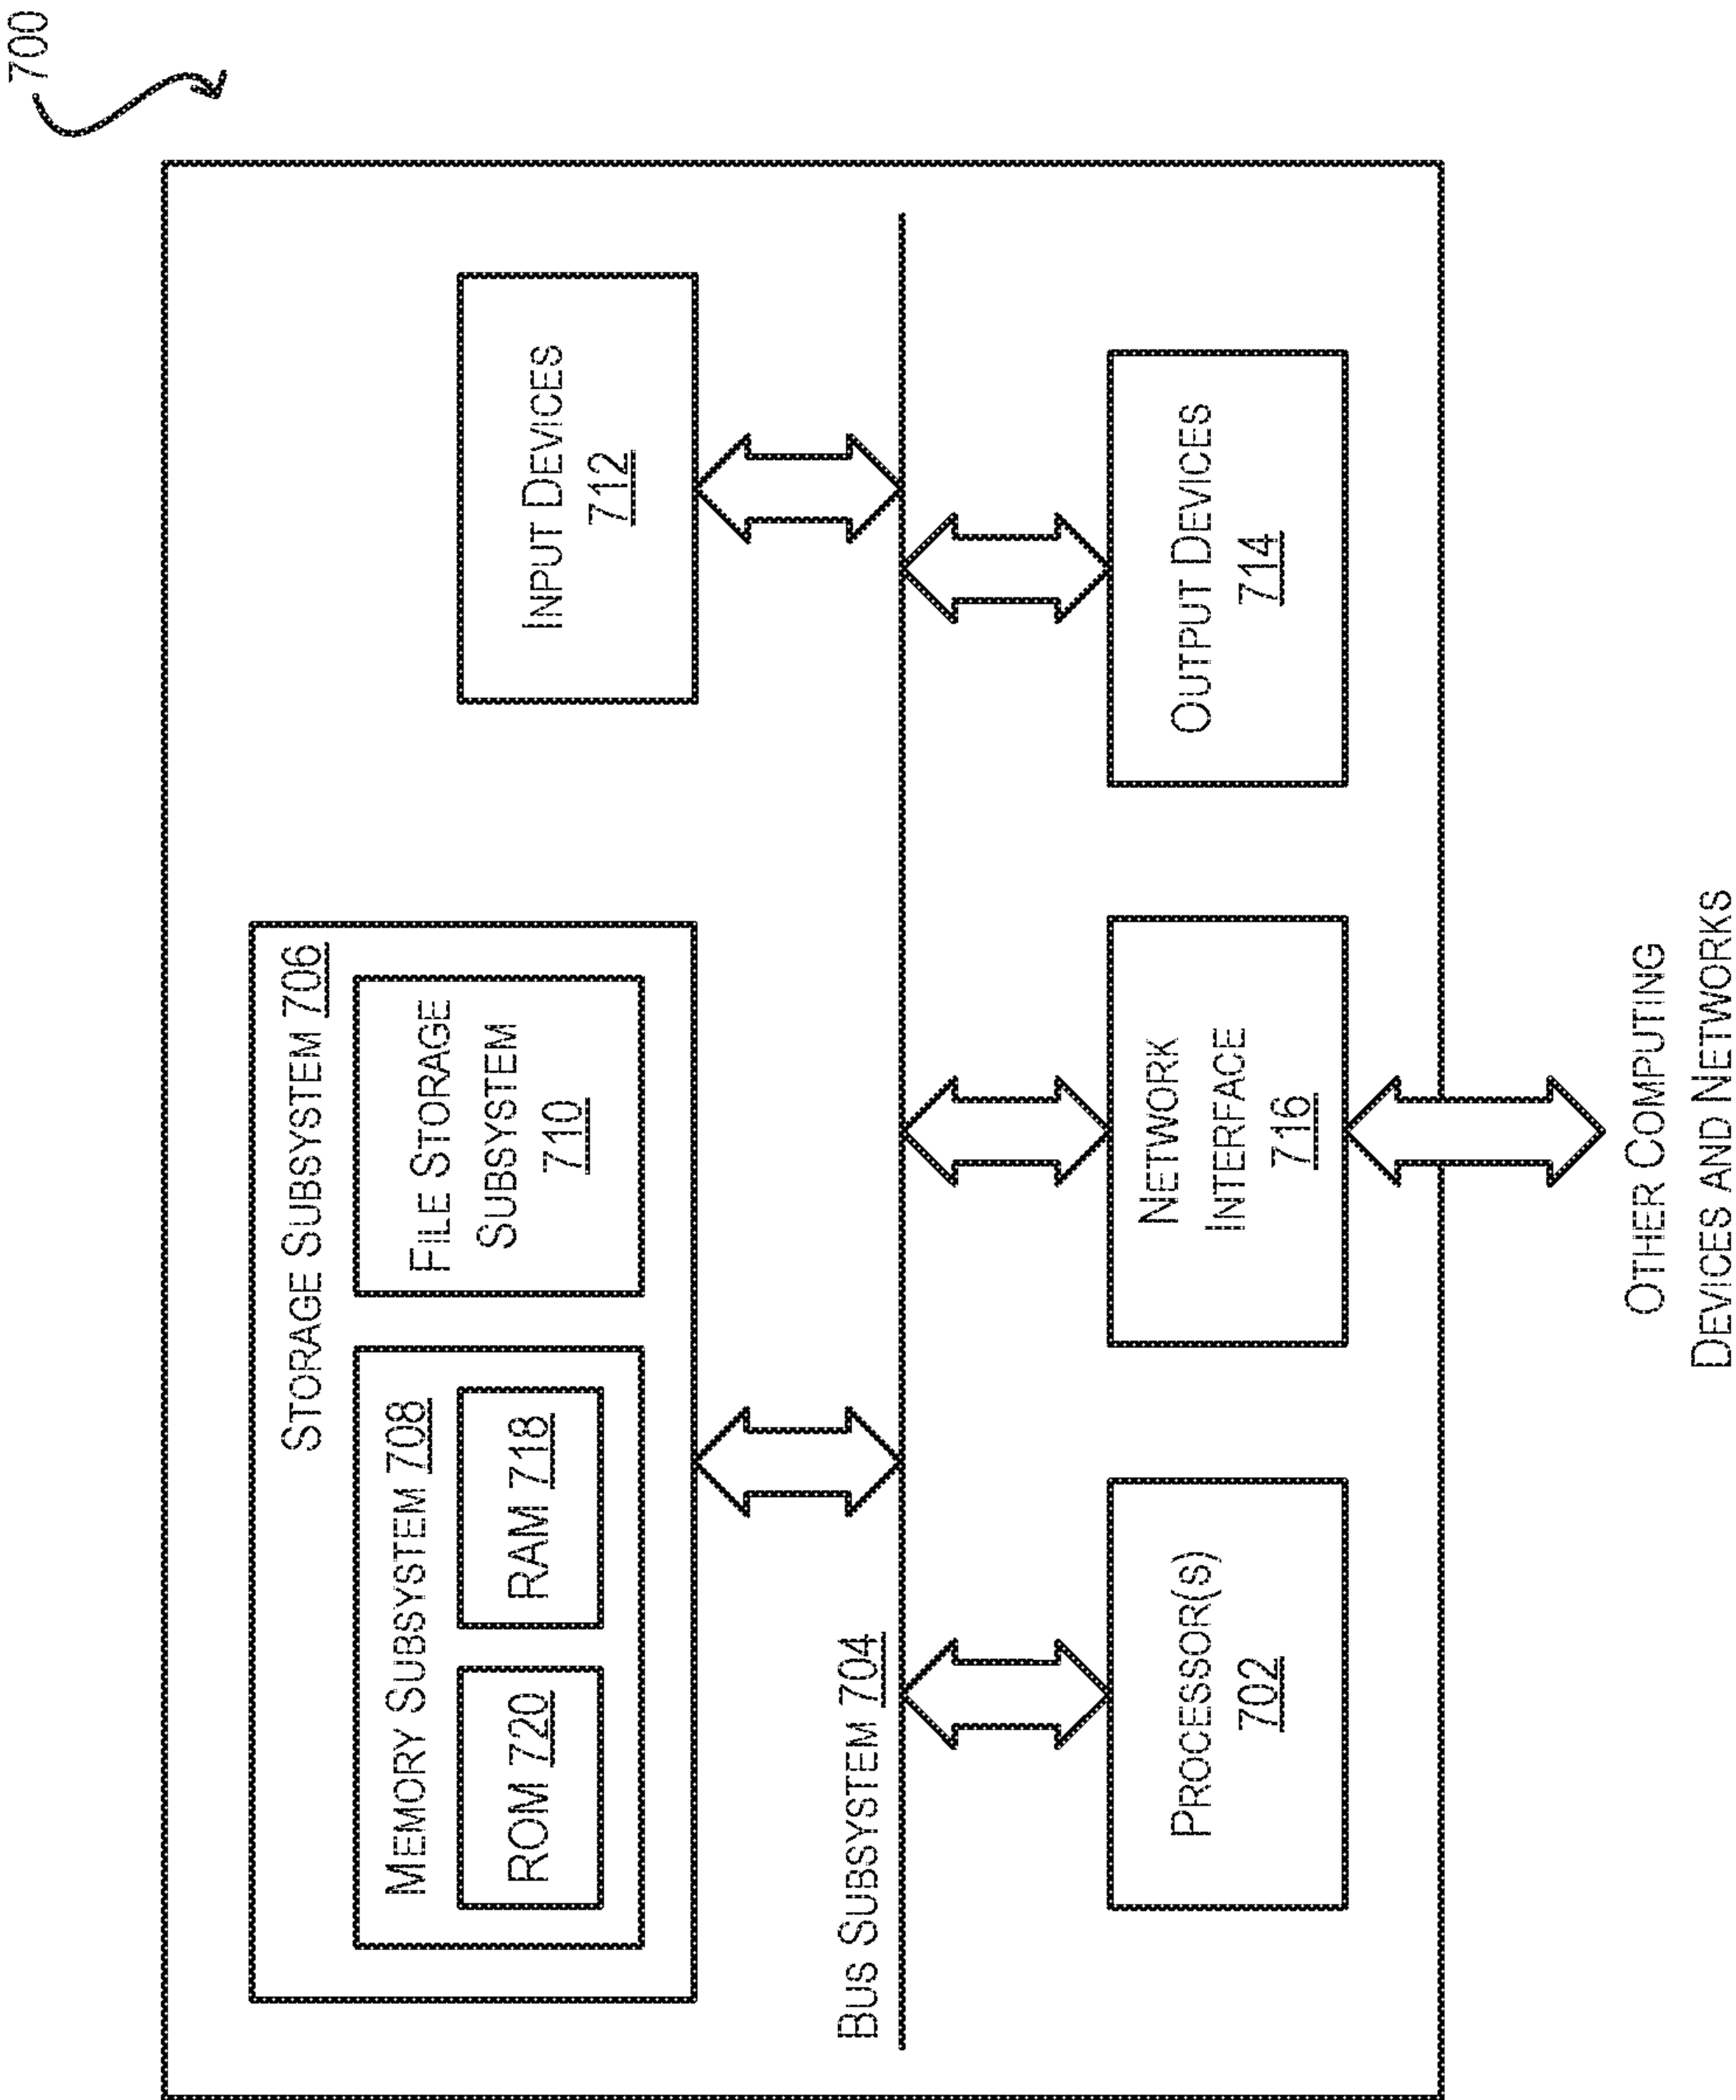 700
STORAGE SUBSYSTEM 706
MEMORY SUBSYSTEM 708
ROM 720
RAM 718
FILE STORAGE
SUBSYSTEM
710
INPUT DEVICES
712
BUS SUBSYSTEM 704
PROCESSOR(S)
702
NETWORK
INTERFACE
716
OUTPUT DEVICES
714
OTHER COMPUTING
DEVICES AND NETWORKS